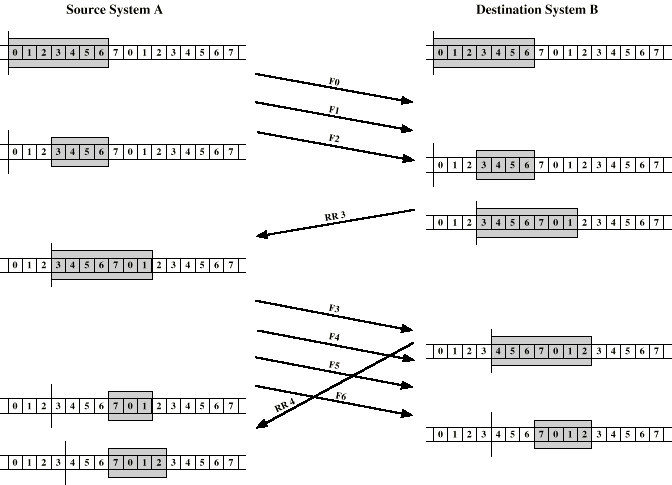 Source System A
Destination System B
0 1 2 3 4 5 6 7 0 1 2 3 4 5 6 7
0 1 2 3 4 5 6 7 0 1 2 3 4 5 6 7
F0
F1
F2
0 1 2 3 4 5 6 7 0 1 2 3 4 5 6 7
0 1 2 3 4 5 6 7 0 1 2 3 4 5 6 7
RR 3
0 1 2 3 4 5 6 7 0 1 2 3 4 5 6 7
0 1 2 3 4 5 6 7 0 1 2 3 4 5 6 7
F3
F4
0 1 2 3 4 5 6 7 0 1 2 3 4 5 6 7
F5
F6
RR 4
0 1 2 3 4 5 6 7 0 1 2 3 4 5 6 7
0 1 2 3 4 5 6 7 0 1 2 3 4 5 6 7
0 1 2 3 4 5 6 7 0 1 2 3 4 5 6 7